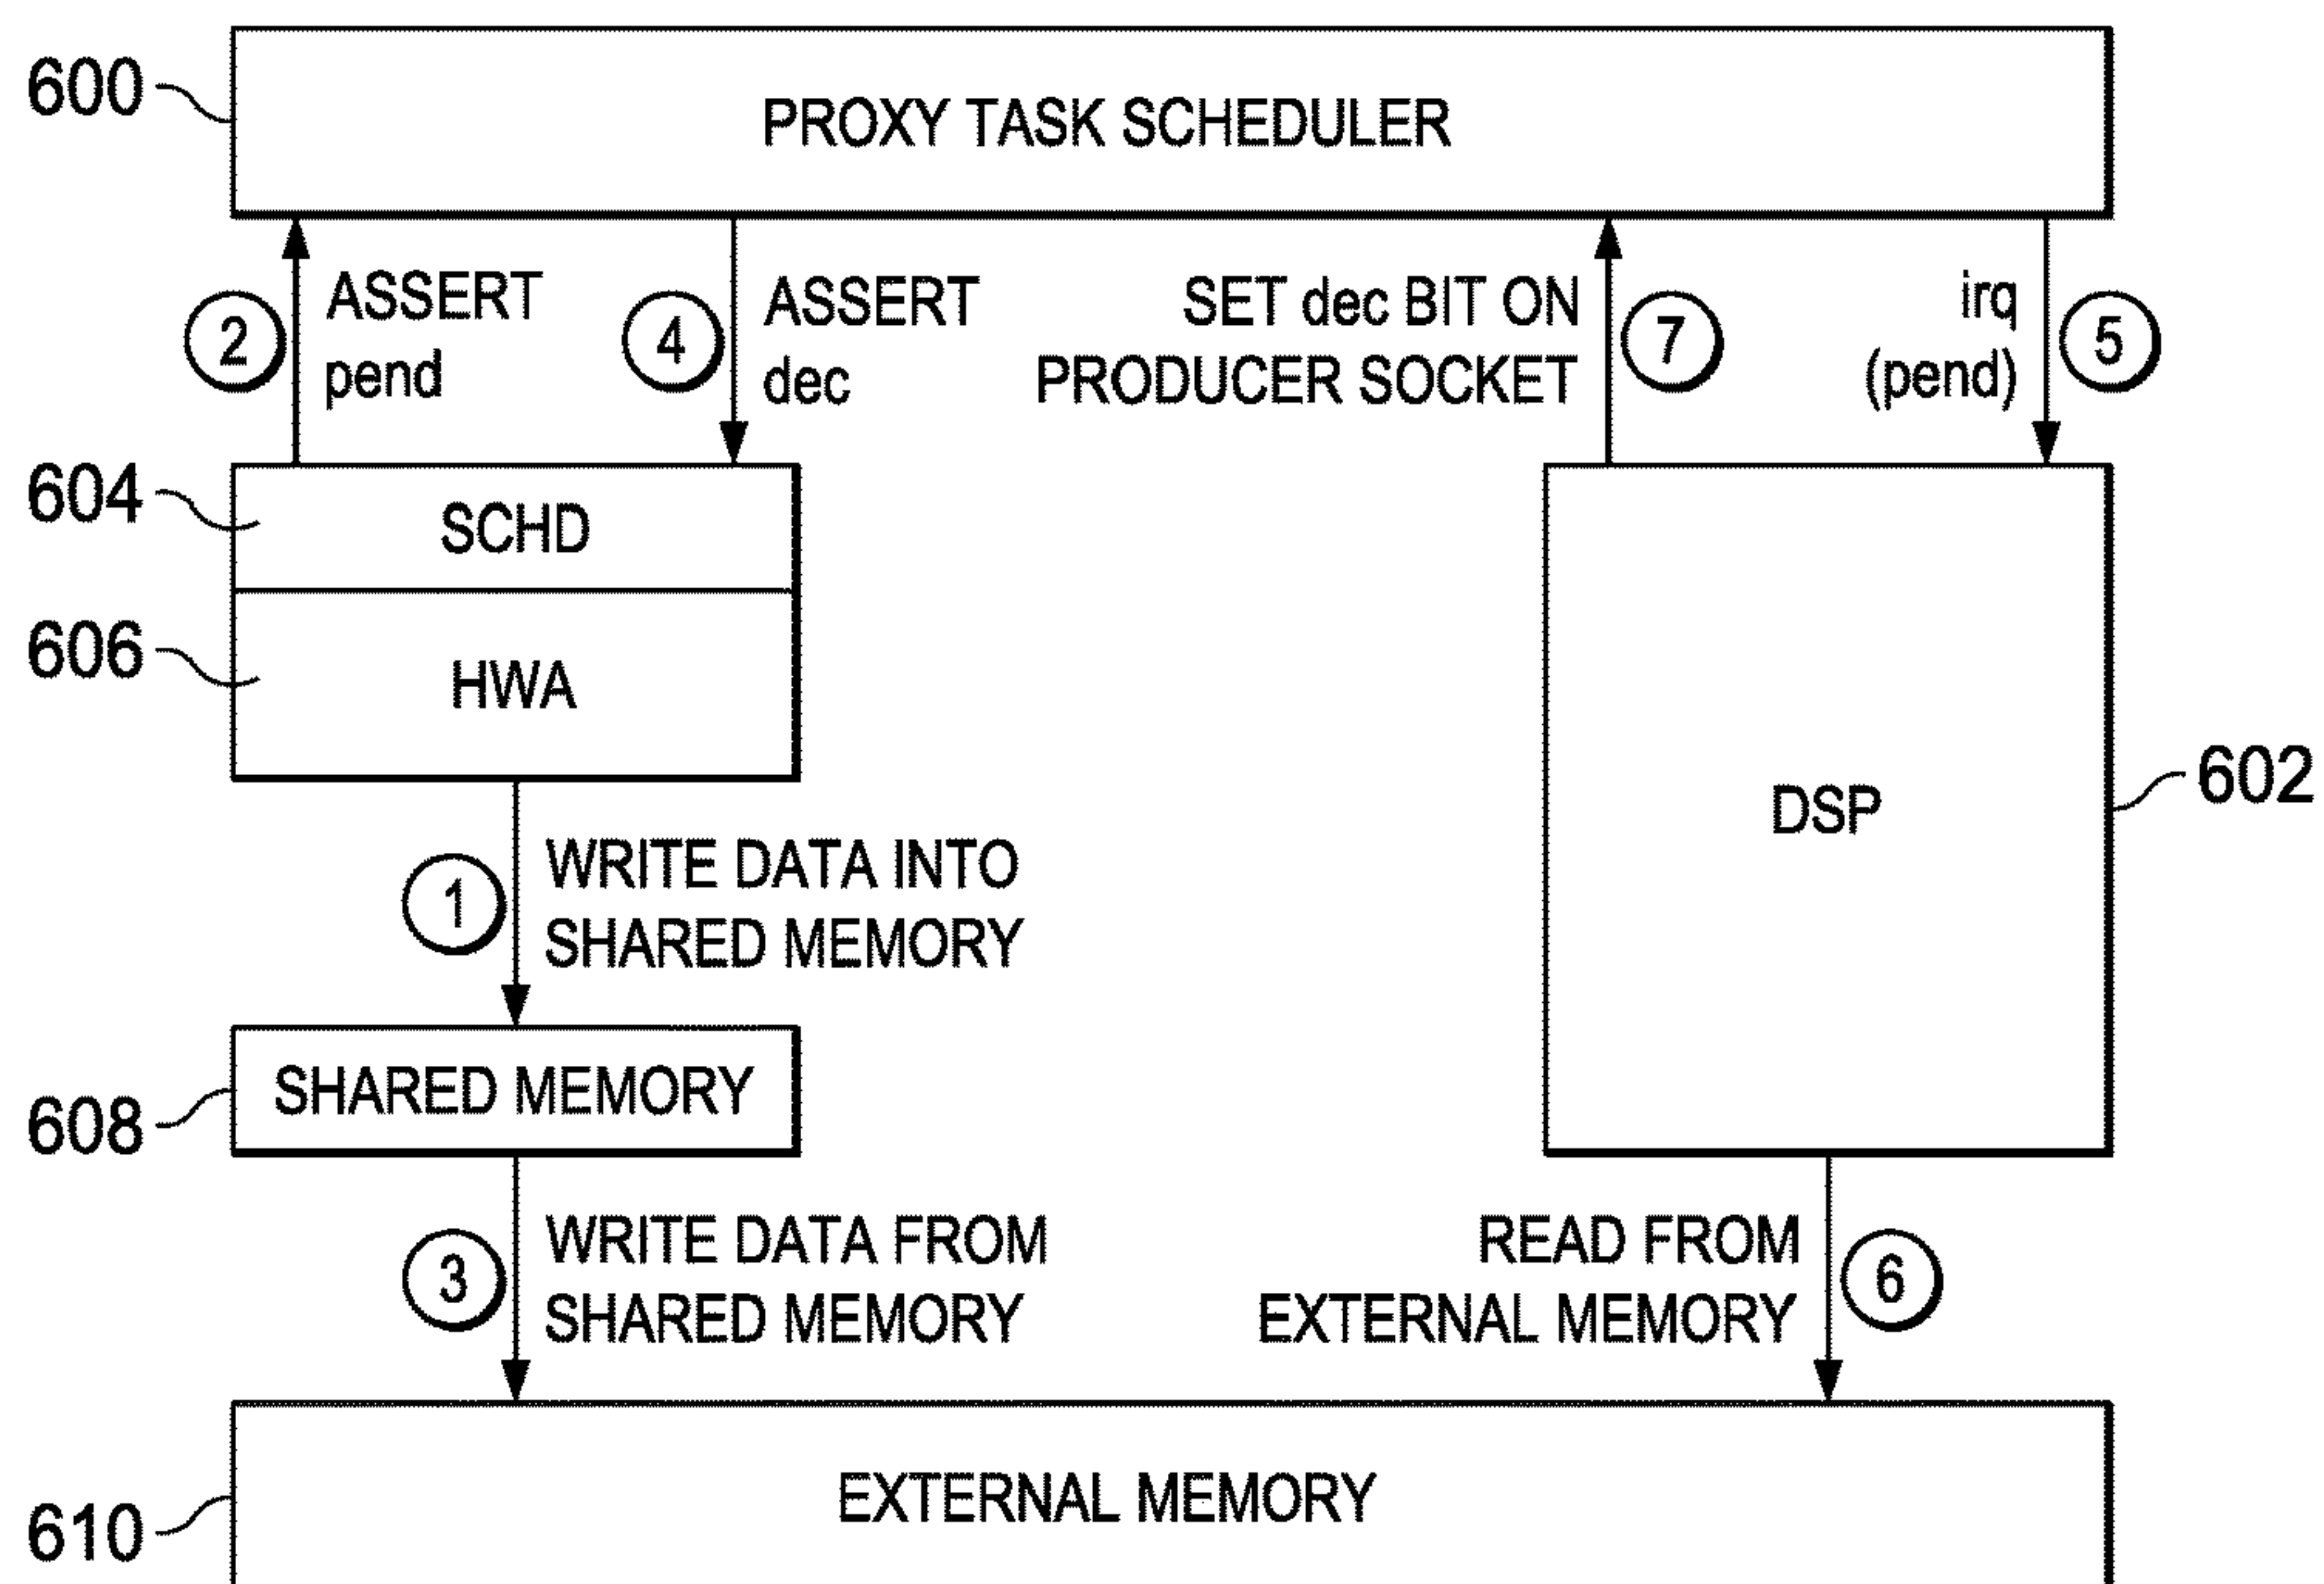 600
PROXY TASK SCHEDULER
2
ASSERT
pend
4
ASSERT
dec
SET dec BIT ON
PRODUCER SOCKET
7
irq
(pend)
5
604
SCHD
606
HWA
DSP
602
1
WRITE DATA INTO
SHARED MEMORY
608
SHARED MEMORY
3
WRITE DATA FROM
SHARED MEMORY
READ FROM
EXTERNAL MEMORY
6
610
EXTERNAL MEMORY